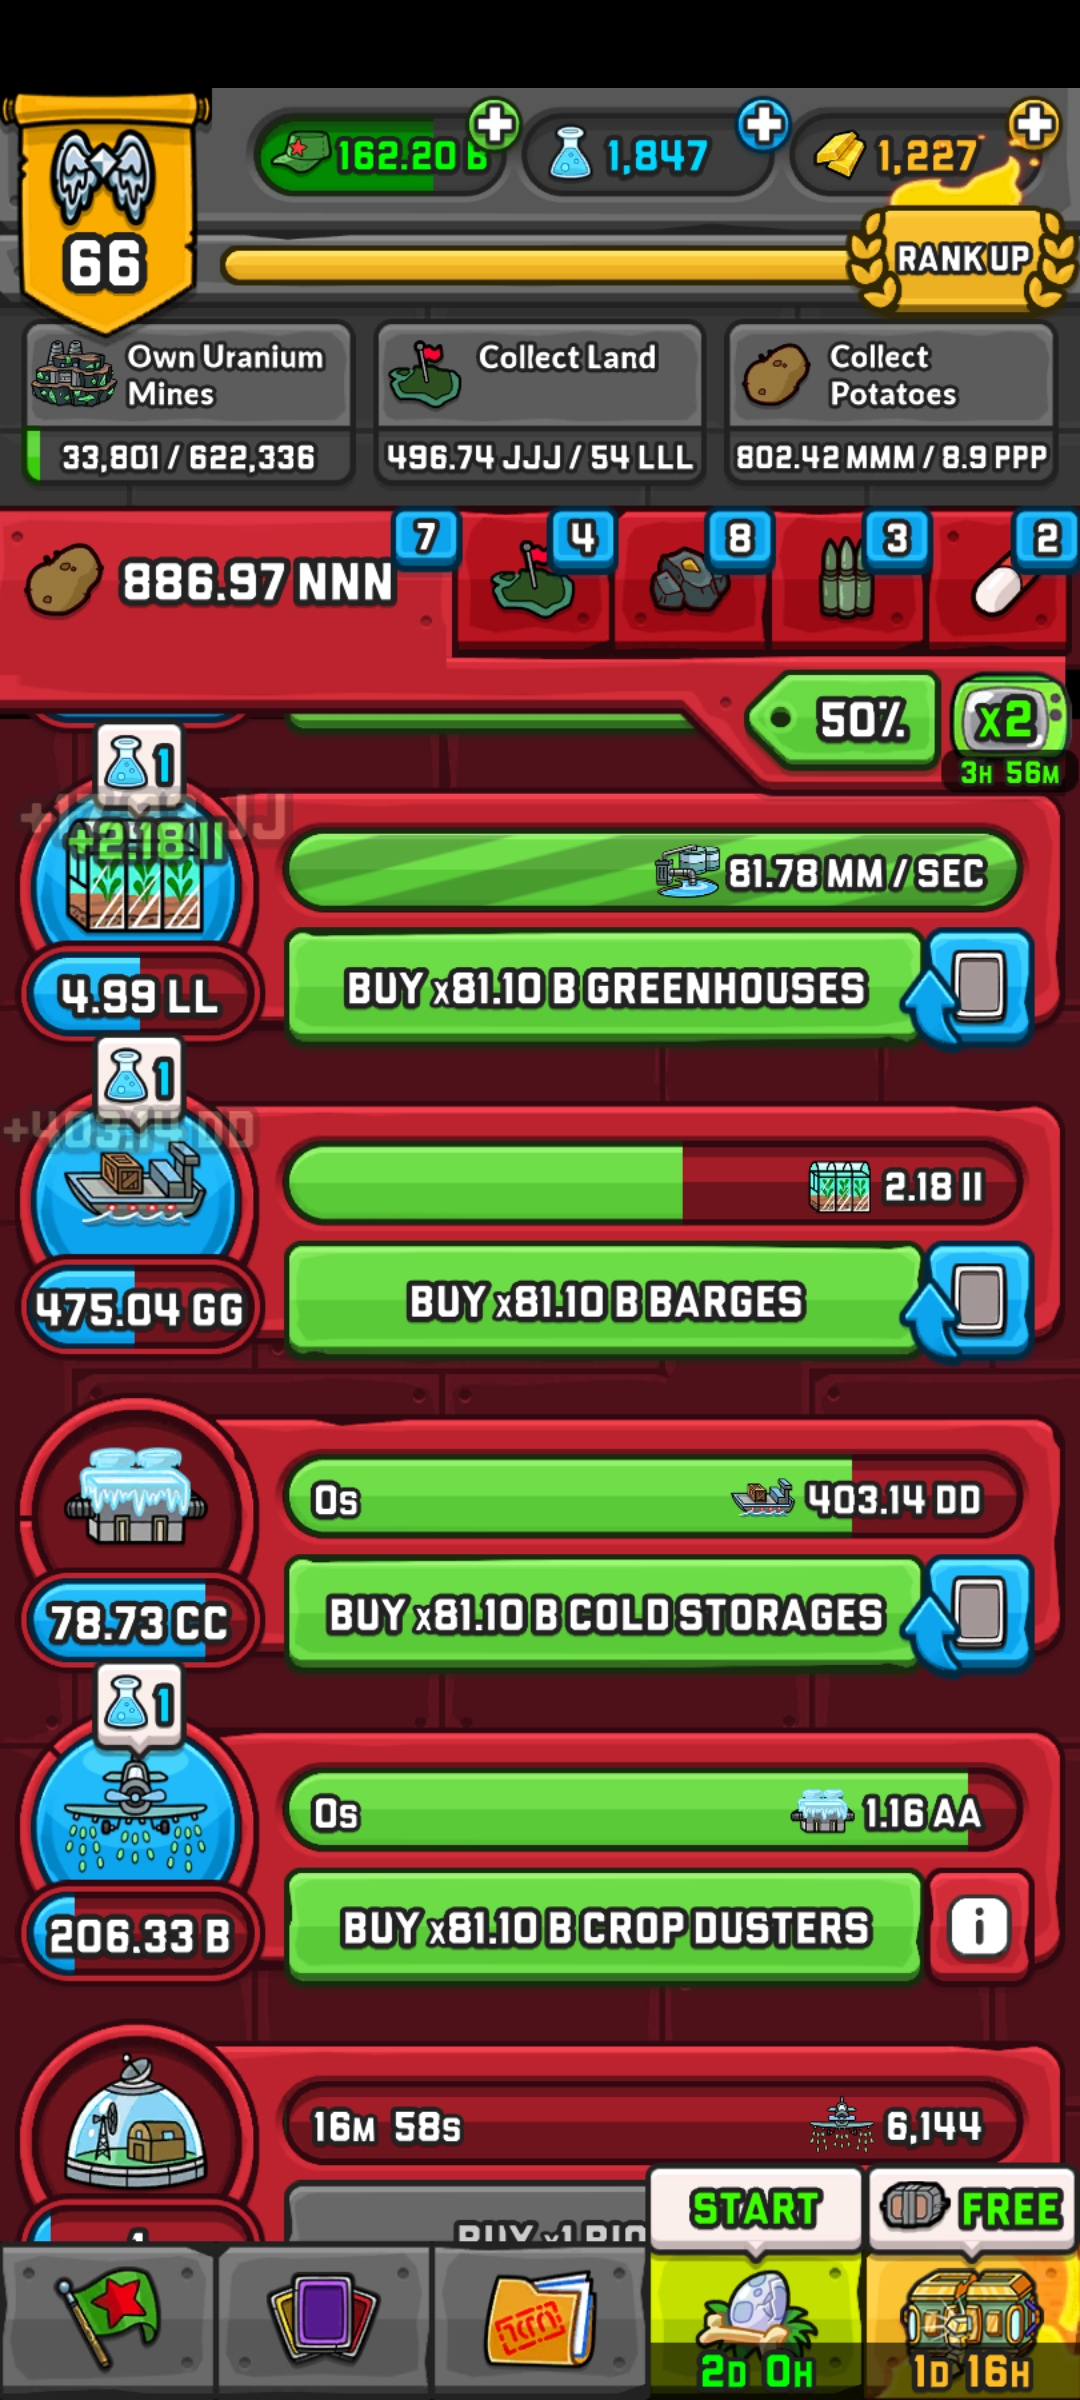 162.20 B
1,847
1,227
66
RANK UP
Own Uranium
Mines
33,801 / 622,336
Collect Land
496.74 JJJ / 54 LLL
Collect
Potatoes
802.42 MMM / 8.9 PPP
886.97 NNN
7
4
8
3
2
50%
x2
3H 56M
1
+2.18 II
81.78 MM / SEC
4.99 LL
BUY x81.10 B GREENHOUSES
1
+403.14 DD
2.18 II
475.04 GG
BUY x81.10 B BARGES
0s
403.14 DD
78.73 CC
BUY x81.10 B COLD STORAGES
1
0s
1.16 AA
206.33 B
BUY x81.10 B CROP DUSTERS
i
16M 58s
6,144
START
FREE
2D 0H
1D 16H